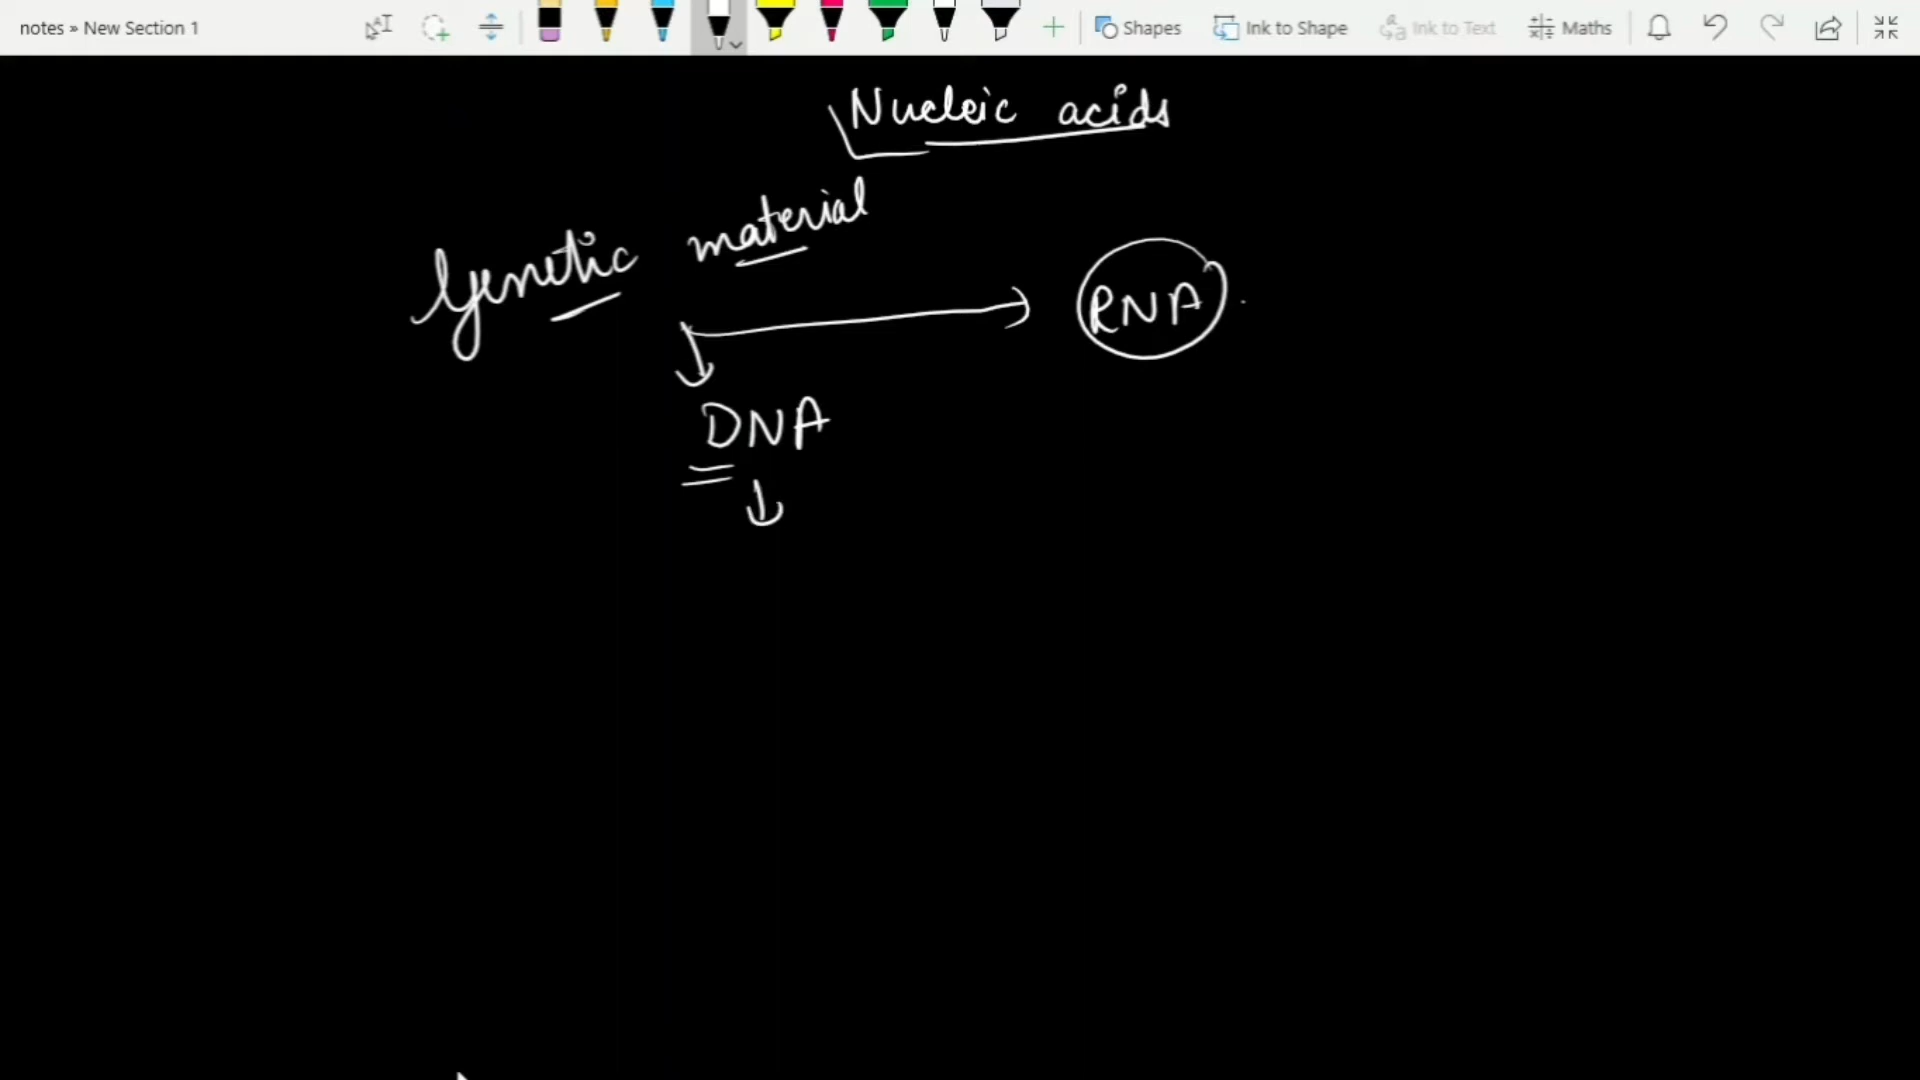 notes » New Section 1
Shapes
Ink to Shape
Ink to Text
Maths
Nucleic acids
Genetic material
RNA
DNA